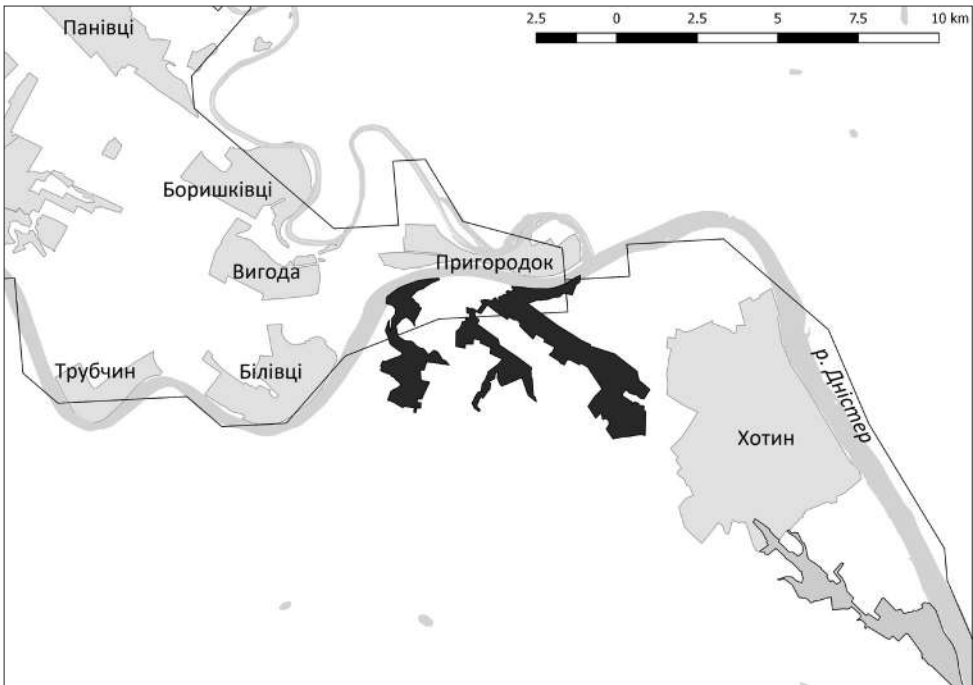 Панівці
2.5 0 2.5 5 7.5 10 km
Боришківці
Вигода
Пригородок
Трубчин
Білівці
р. Дністер
Хотин